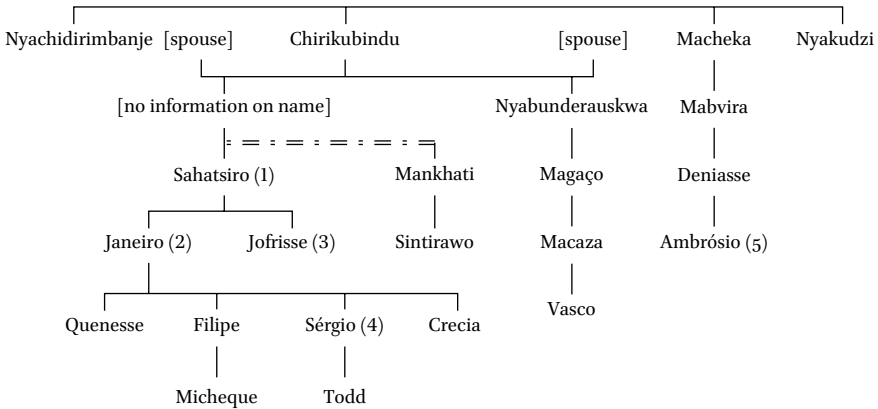 Nyachidirimbanje [spouse] Chirikubindu [spouse] Macheka Nyakudzi
[no information on name] Nyabunderauskwa Mabvira
Sahatsiro (1) Mankhati Magaço Deniasse
Janeiro (2) Jofrisse (3) Sintirawo Macaza Ambrósio (5)
Quenesse Filipe Sérgio (4) Crecia Vasco
Micheque Todd